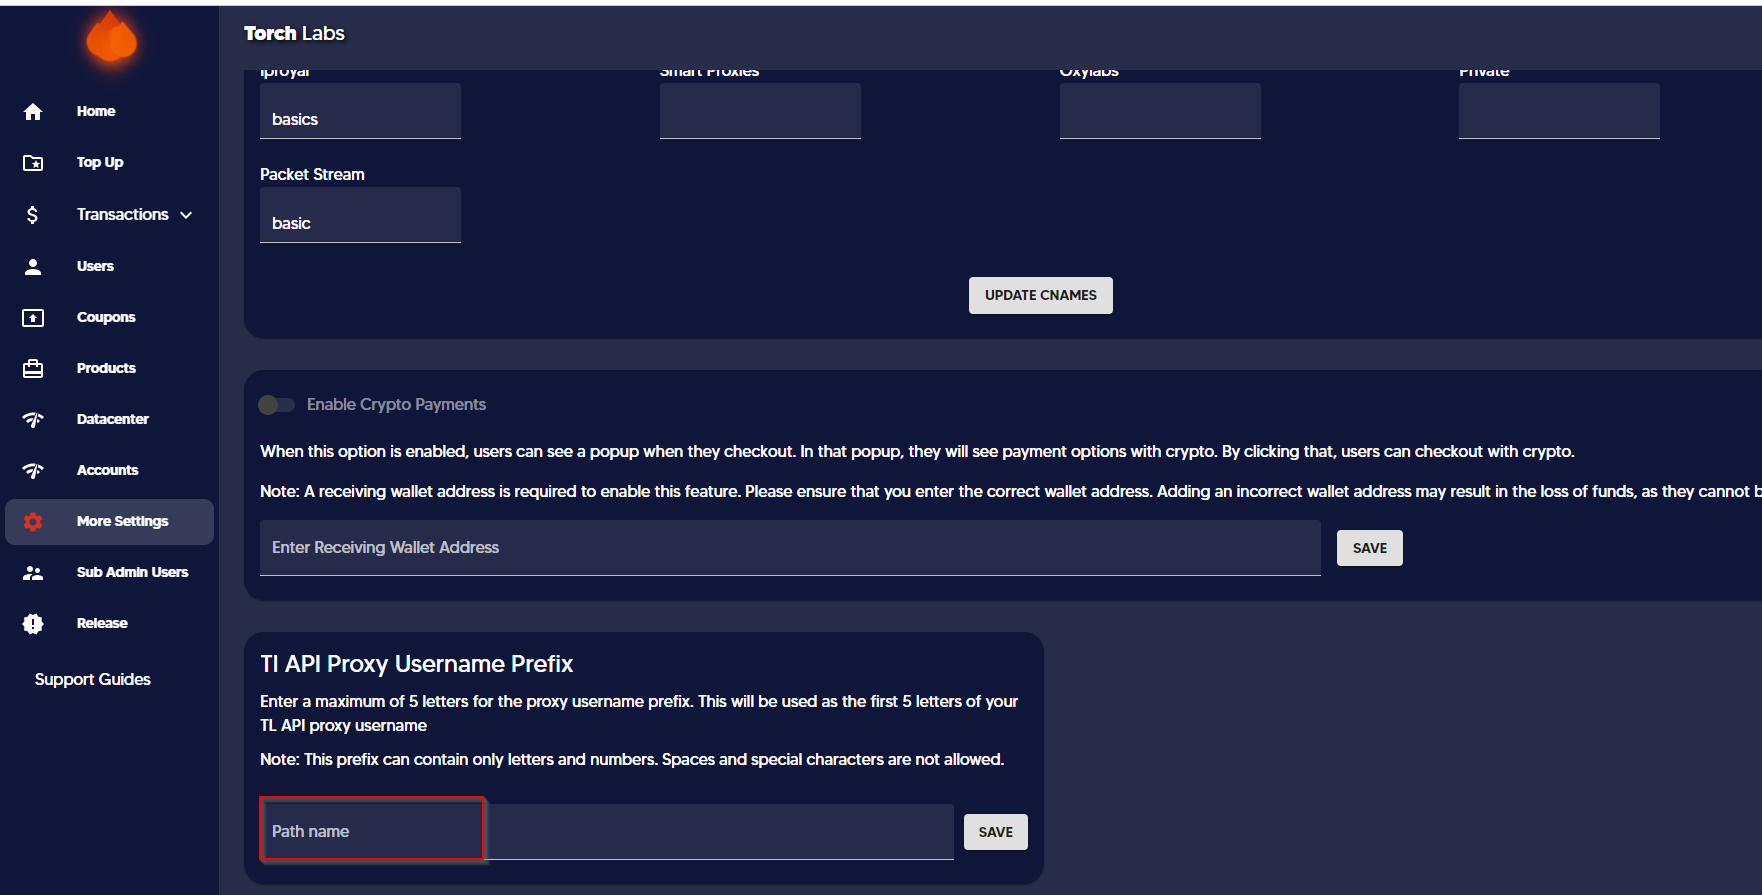 Torch Labs
Iproyal
Smart Proxies
Oxylabs
Private
basics
Packet Stream
basic
UPDATE CNAMES
Home
Top Up
Transactions
Users
Coupons
Products
Datacenter
Accounts
More Settings
Sub Admin Users
Release
Support Guides
Enable Crypto Payments
When this option is enabled, users can see a popup when they checkout. In that popup, they will see payment options with crypto. By clicking that, users can checkout with crypto.
Note: A receiving wallet address is required to enable this feature. Please ensure that you enter the correct wallet address. Adding an incorrect wallet address may result in the loss of funds, as they cannot b
Enter Receiving Wallet Address
SAVE
Tl API Proxy Username Prefix
Enter a maximum of 5 letters for the proxy username prefix. This will be used as the first 5 letters of your
TL API proxy username
Note: This prefix can contain only letters and numbers. Spaces and special characters are not allowed.
Path name
SAVE